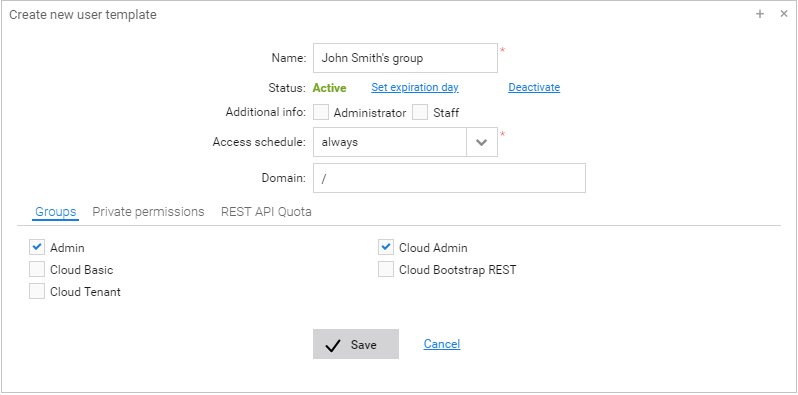 Create new user template
Name: John Smith's group *
Status: Active Set expiration day Deactivate
Additional info: Administrator Staff
Access schedule: always *
Domain: /
Groups Private permissions REST API Quota
Admin Cloud Admin
Cloud Basic Cloud Bootstrap REST
Cloud Tenant
Save Cancel